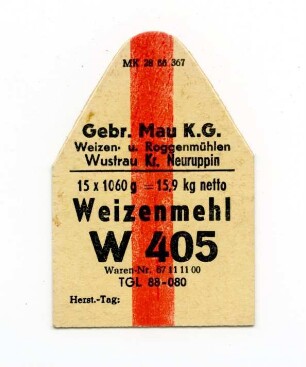 MK 28 88 367
Gebr. Mau K.G.
Weizen- u. Roggenmühlen
Wustrau Kr. Neuruppin
15 x 1060 g = 15,9 kg netto
Weizenmehl
W 405
Waren-Nr. 67 11 11 00
TGL 88-080
Herst.-Tag: